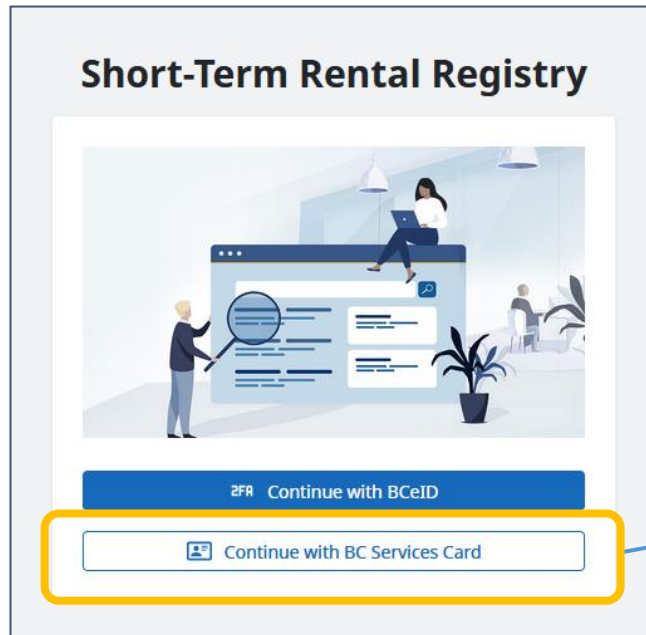 Short-Term Rental Registry
2FA Continue with BCeID
Continue with BC Services Card